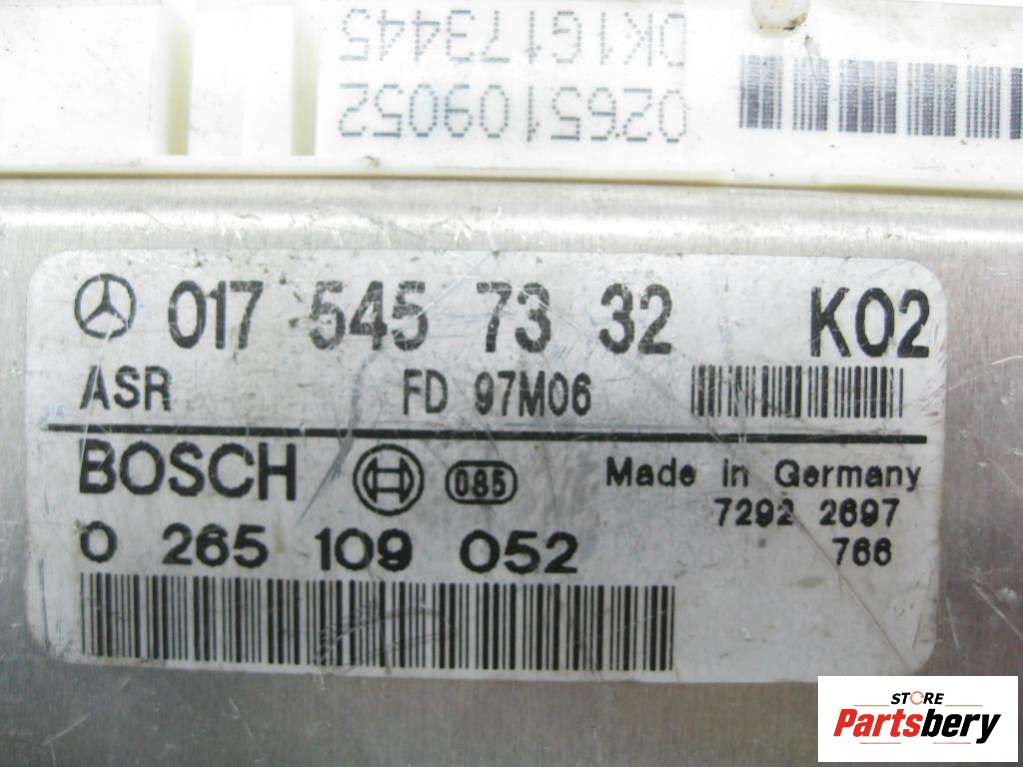 0265109052
0K1G173445
017 545 73 32 K02
ASR FD 97M06
BOSCH 085 Made in Germany
7292 2697
0 265 109 052 766
STORE
Partsbery